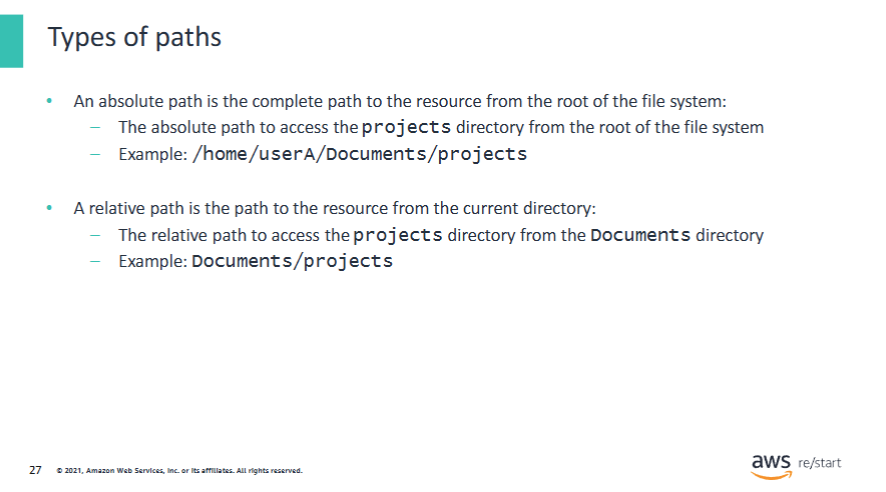 Types of paths
• An absolute path is the complete path to the resource from the root of the file system:
– The absolute path to access the projects directory from the root of the file system
– Example: /home/userA/Documents/projects
• A relative path is the path to the resource from the current directory:
– The relative path to access the projects directory from the Documents directory
– Example: Documents/projects
27 © 2021, Amazon Web Services, Inc. or its affiliates. All rights reserved.
aws re/start